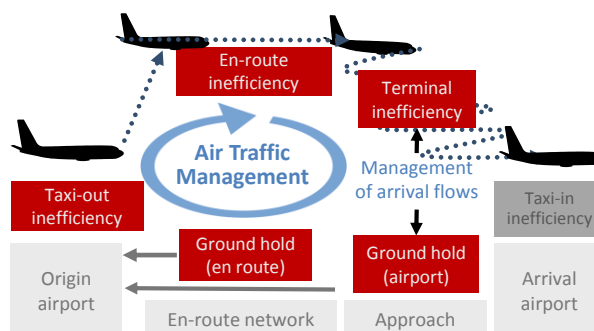 En-route
inefficiency
Terminal
inefficiency
Air Traffic
Management
Management
of arrival flows
Taxi-out
inefficiency
Taxi-in
inefficiency
Ground hold
(en route)
Ground hold
(airport)
Origin
airport
En-route network
Approach
Arrival
airport